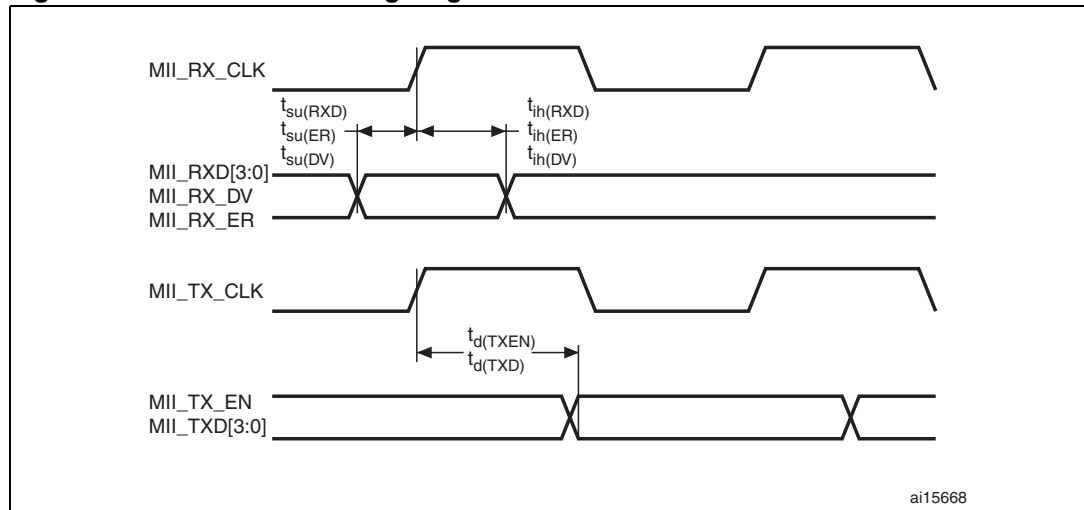 MII_RX_CLK
tsu(RXD)
tsu(ER)
tsu(DV)
tih(RXD)
tih(ER)
tih(DV)
MII_RXD[3:0]
MII_RX_DV
MII_RX_ER
MII_TX_CLK
td(TXEN)
td(TXD)
MII_TX_EN
MII_TXD[3:0]
ai15668